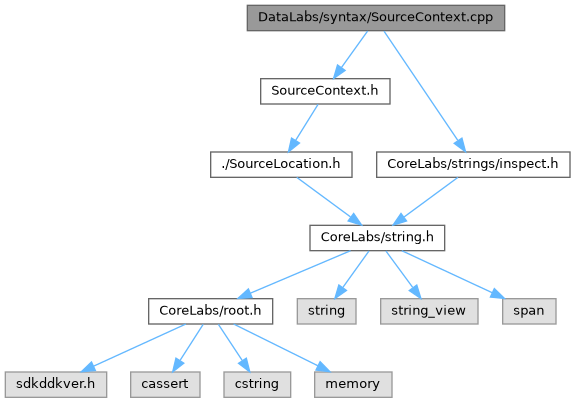 DataLabs/syntax/SourceContext.cpp
SourceContext.h
./SourceLocation.h
CoreLabs/strings/inspect.h
CoreLabs/string.h
CoreLabs/root.h
string
string_view
span
sdkddkver.h
cassert
cstring
memory